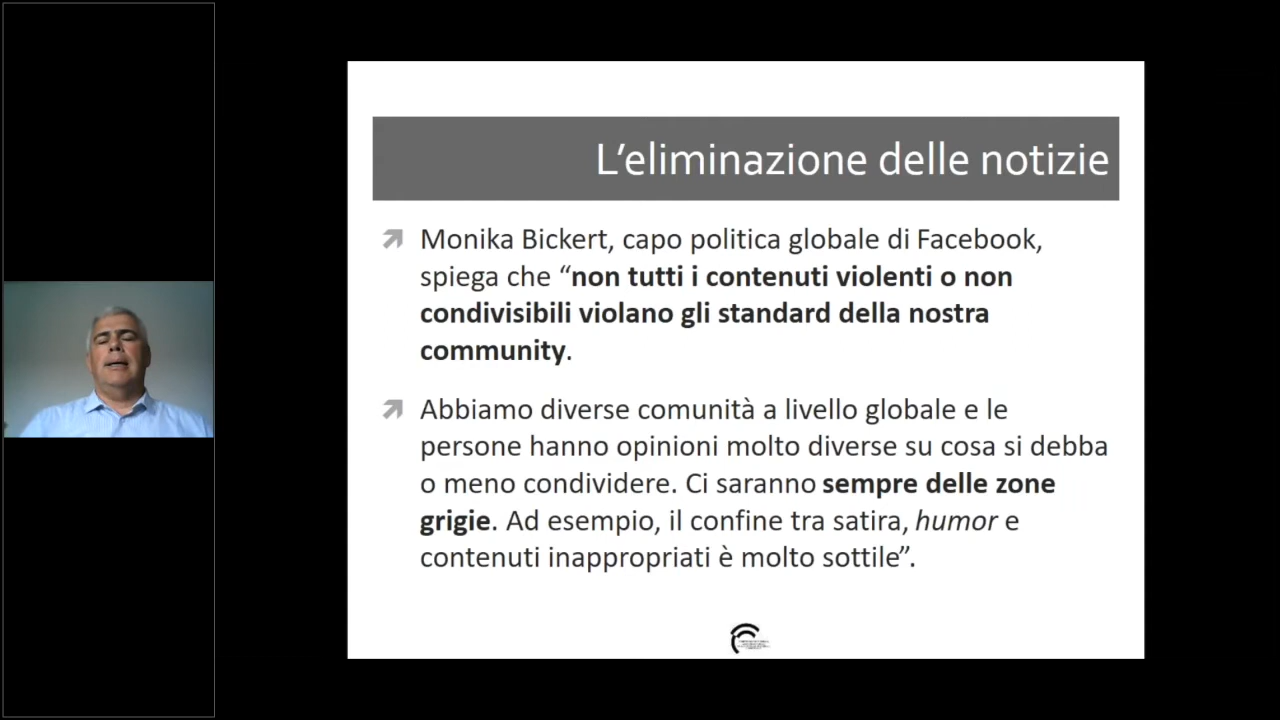 L’eliminazione delle notizie
Monika Bickert, capo politica globale di Facebook,
spiega che “non tutti i contenuti violenti o non
condivisibili violano gli standard della nostra
community.
Abbiamo diverse comunità a livello globale e le
persone hanno opinioni molto diverse su cosa si debba
o meno condividere. Ci saranno sempre delle zone
grigie. Ad esempio, il confine tra satira, humor e
contenuti inappropriati è molto sottile”.